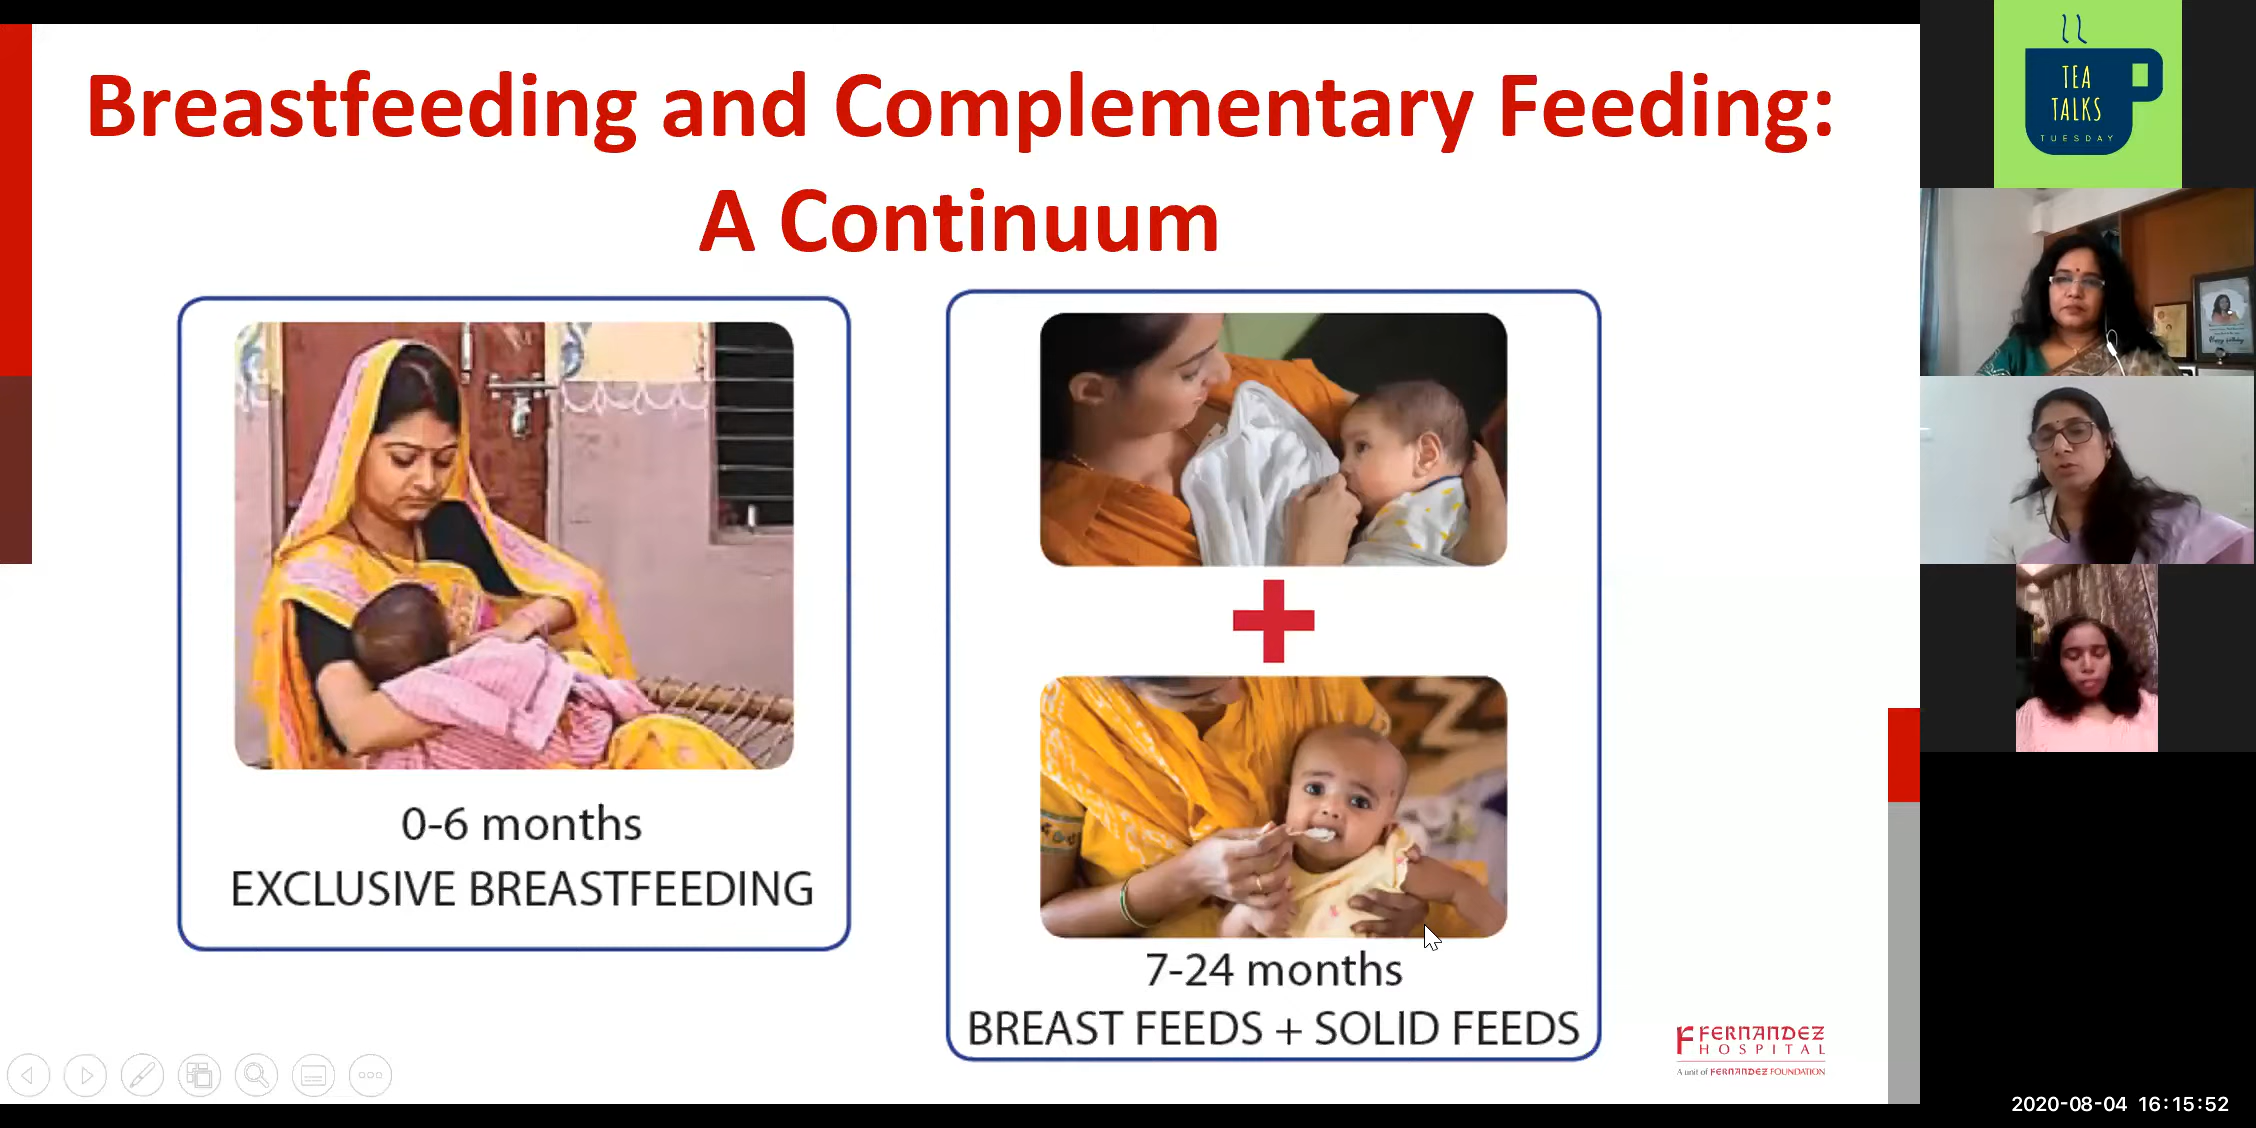 Breastfeeding and Complementary Feeding:
A Continuum
0-6 months
EXCLUSIVE BREASTFEEDING
7-24 months
BREAST FEEDS + SOLID FEEDS
FERNANDEZ
HOSPITAL
A unit of FERNANDEZ FOUNDATION
TEA
TALKS
TUESDAY
2020-08-04 16:15:52